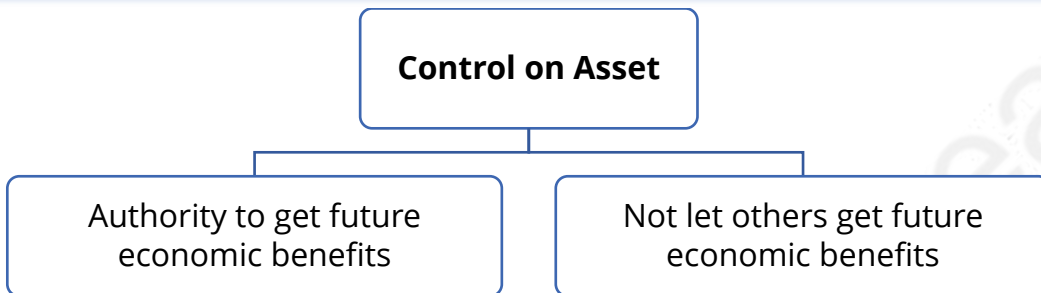 Control on Asset
Authority to get future
economic benefits
Not let others get future
economic benefits